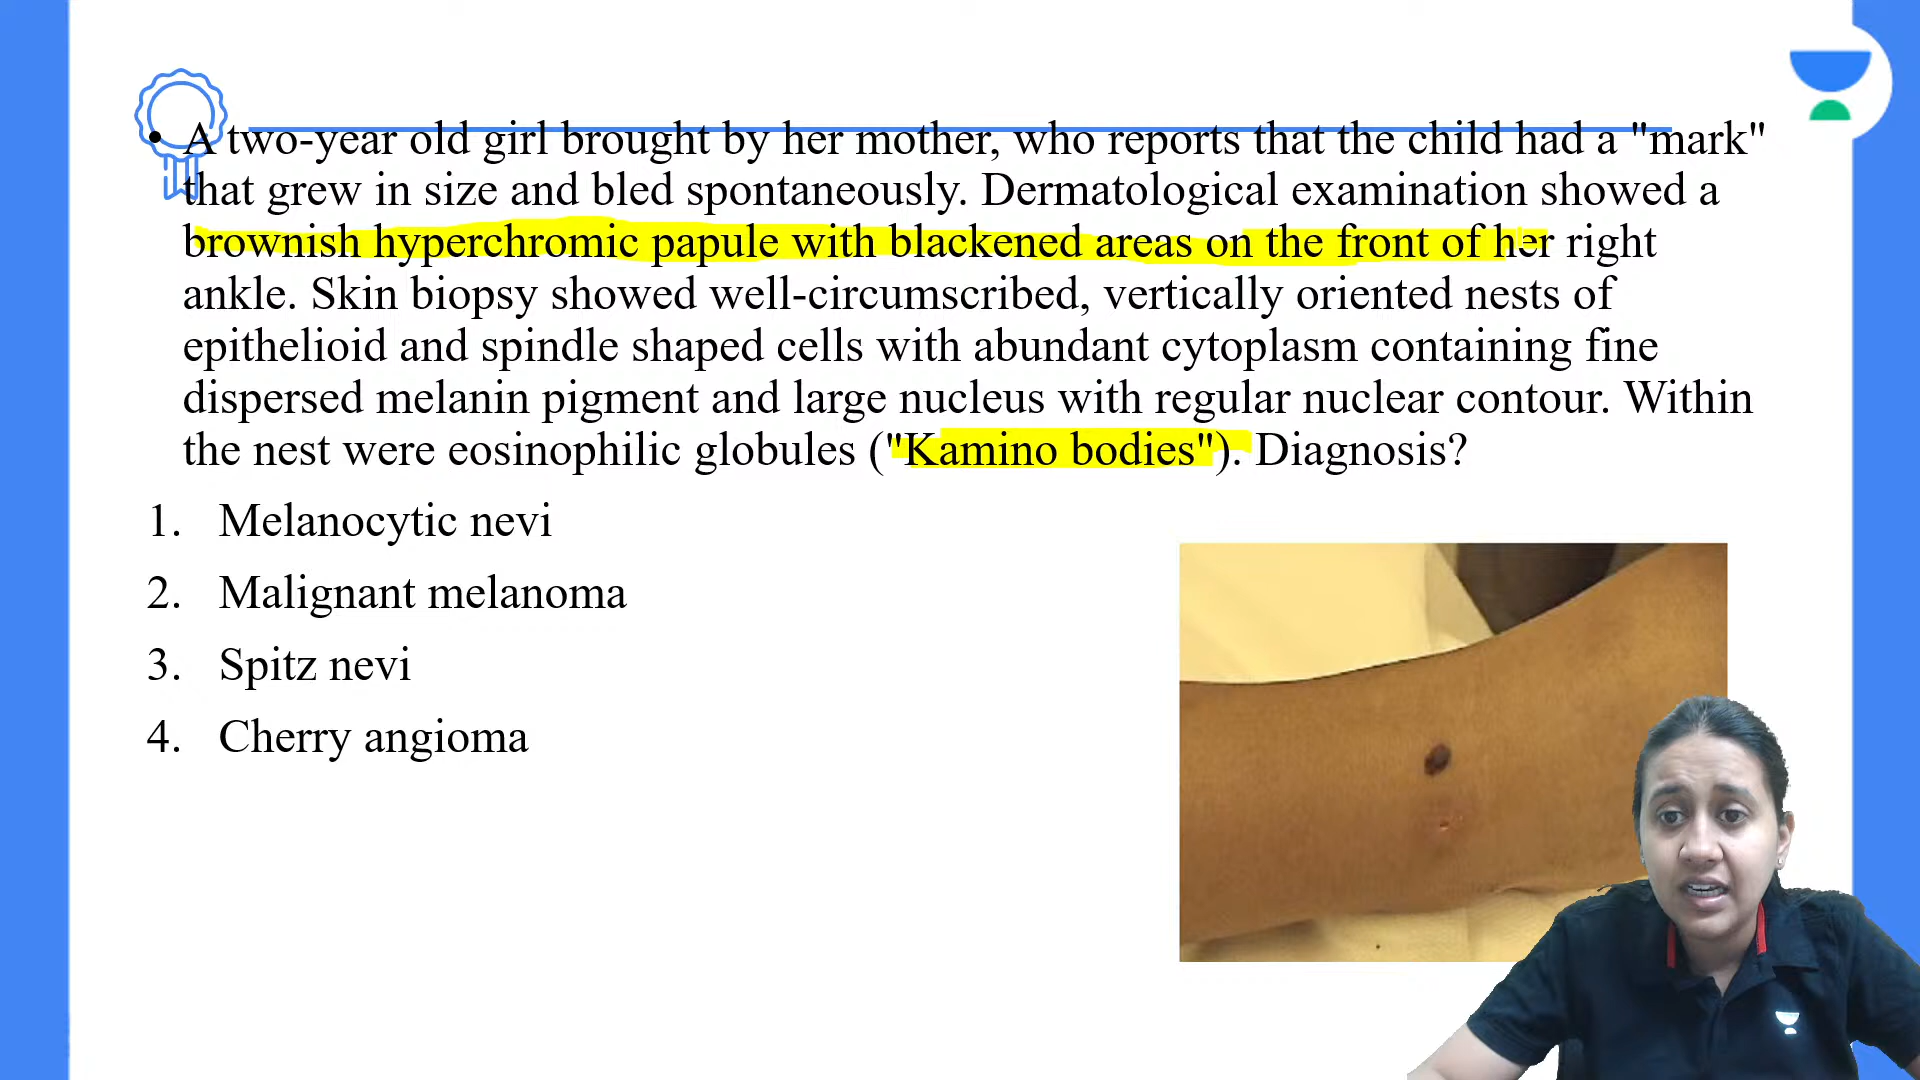 • A two-year old girl brought by her mother, who reports that the child had a "mark"
that grew in size and bled spontaneously. Dermatological examination showed a
brownish hyperchromic papule with blackened areas on the front of her right
ankle. Skin biopsy showed well-circumscribed, vertically oriented nests of
epithelioid and spindle shaped cells with abundant cytoplasm containing fine
dispersed melanin pigment and large nucleus with regular nuclear contour. Within
the nest were eosinophilic globules ("Kamino bodies"). Diagnosis?
1. Melanocytic nevi
2. Malignant melanoma
3. Spitz nevi
4. Cherry angioma